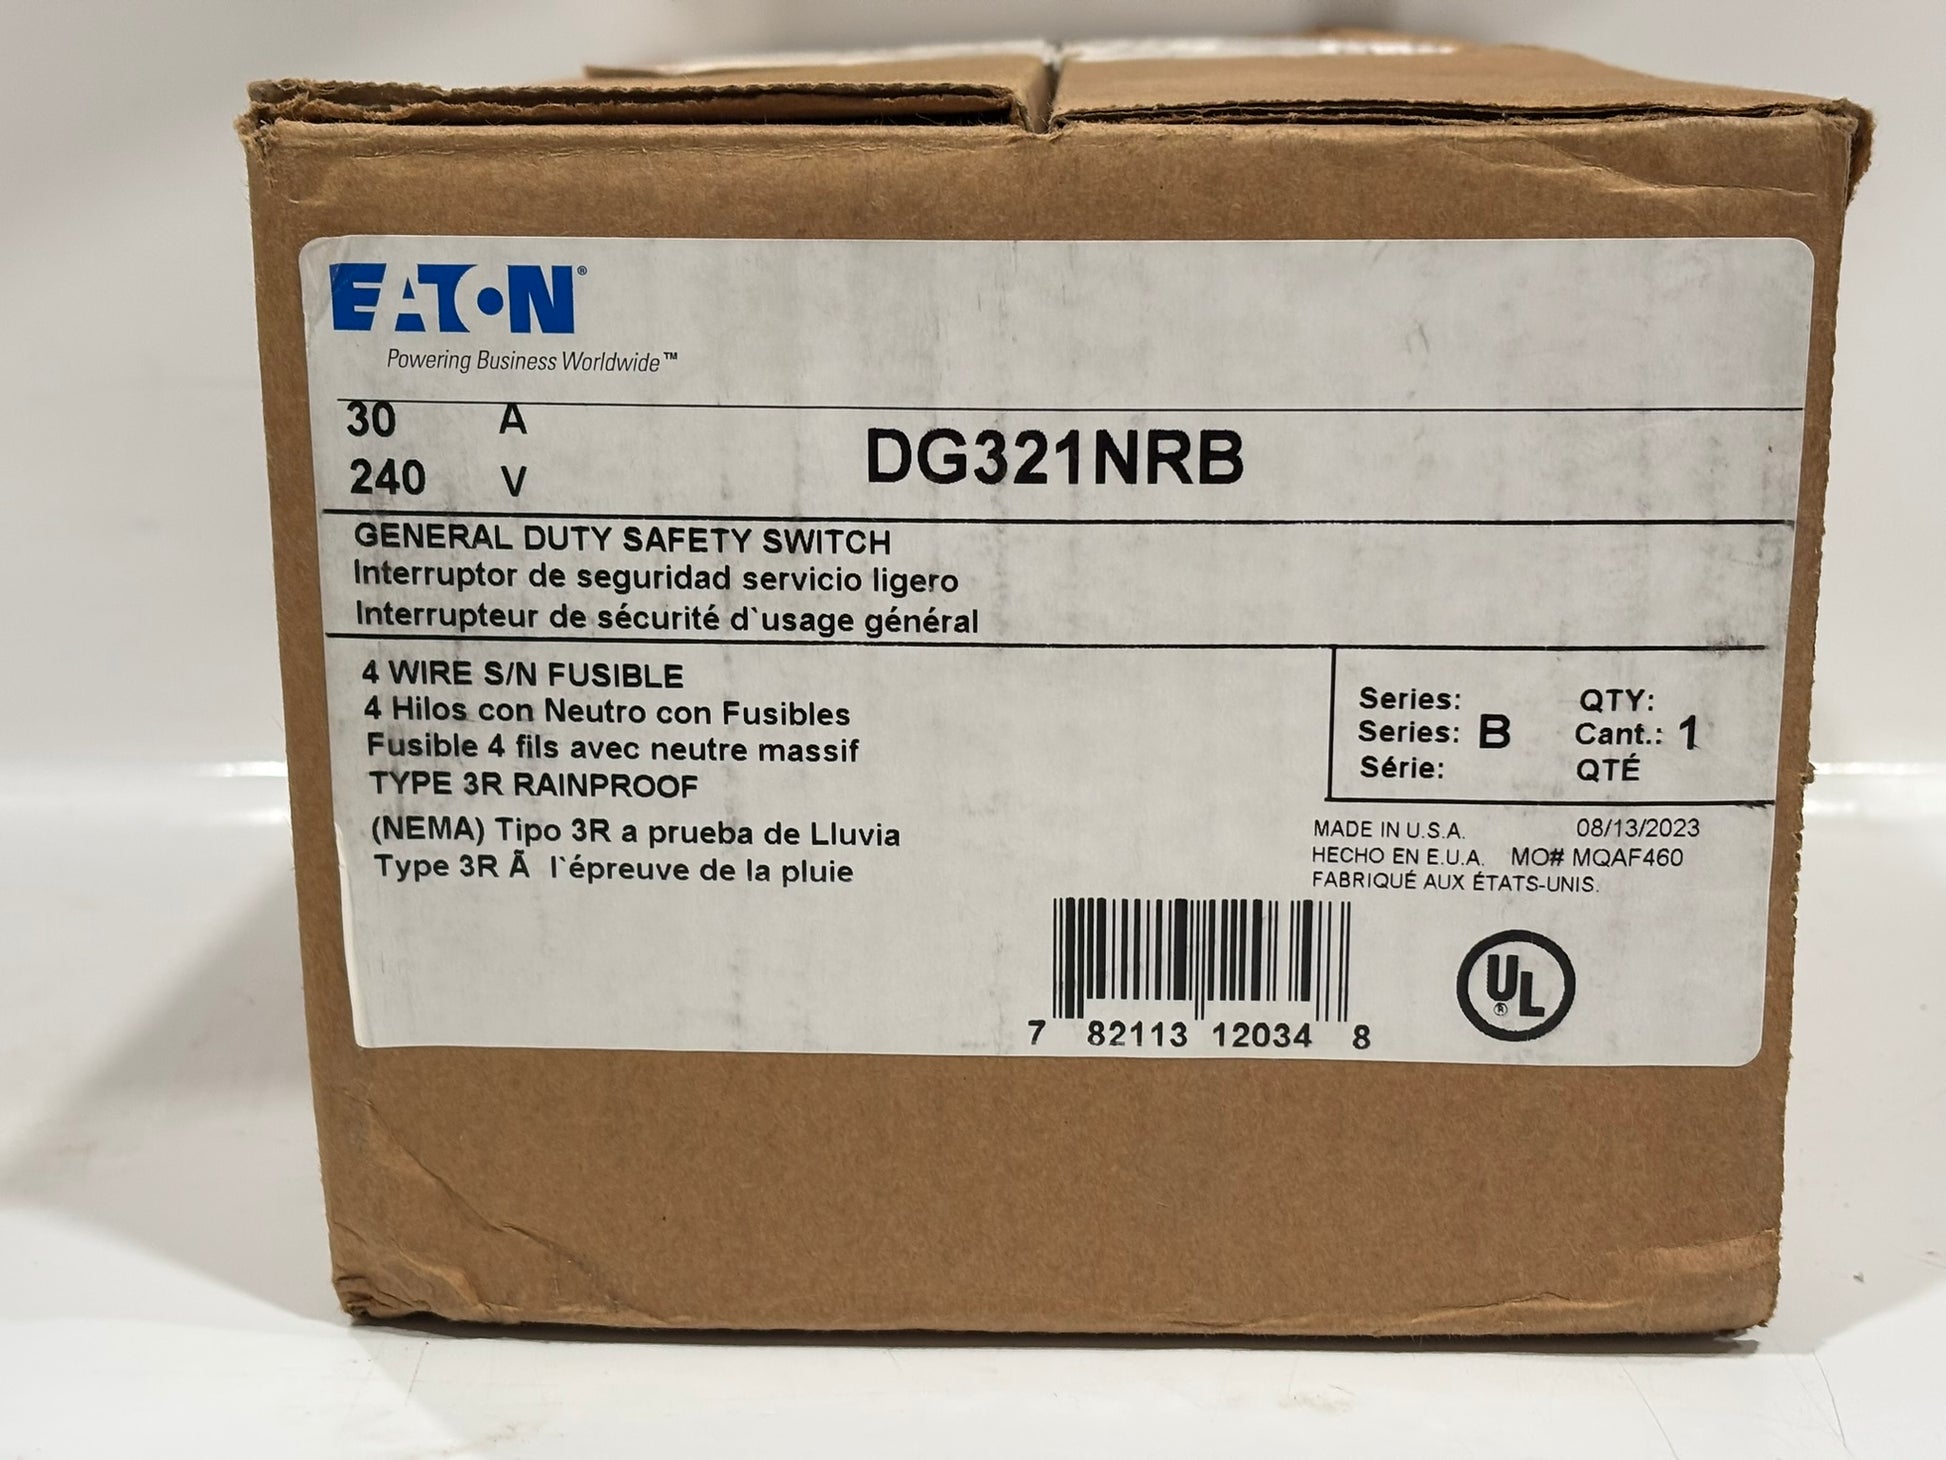 EATON®
Powering Business Worldwide™
30 A
240 V
DG321NRB
GENERAL DUTY SAFETY SWITCH
Interruptor de seguridad servicio ligero
Interrupteur de sécurité d`usage général
4 WIRE S/N FUSIBLE
4 Hilos con Neutro con Fusibles
Fusible 4 fils avec neutre massif
TYPE 3R RAINPROOF
(NEMA) Tipo 3R a prueba de Lluvia
Type 3R Ã l`épreuve de la pluie
Series: QTY:
Series: B Cant.: 1
Série: QTÉ
MADE IN U.S.A. 08/13/2023
HECHO EN E.U.A. MO# MQAF460
FABRIQUÉ AUX ÉTATS-UNIS.
7 82113 12034 8
UL®